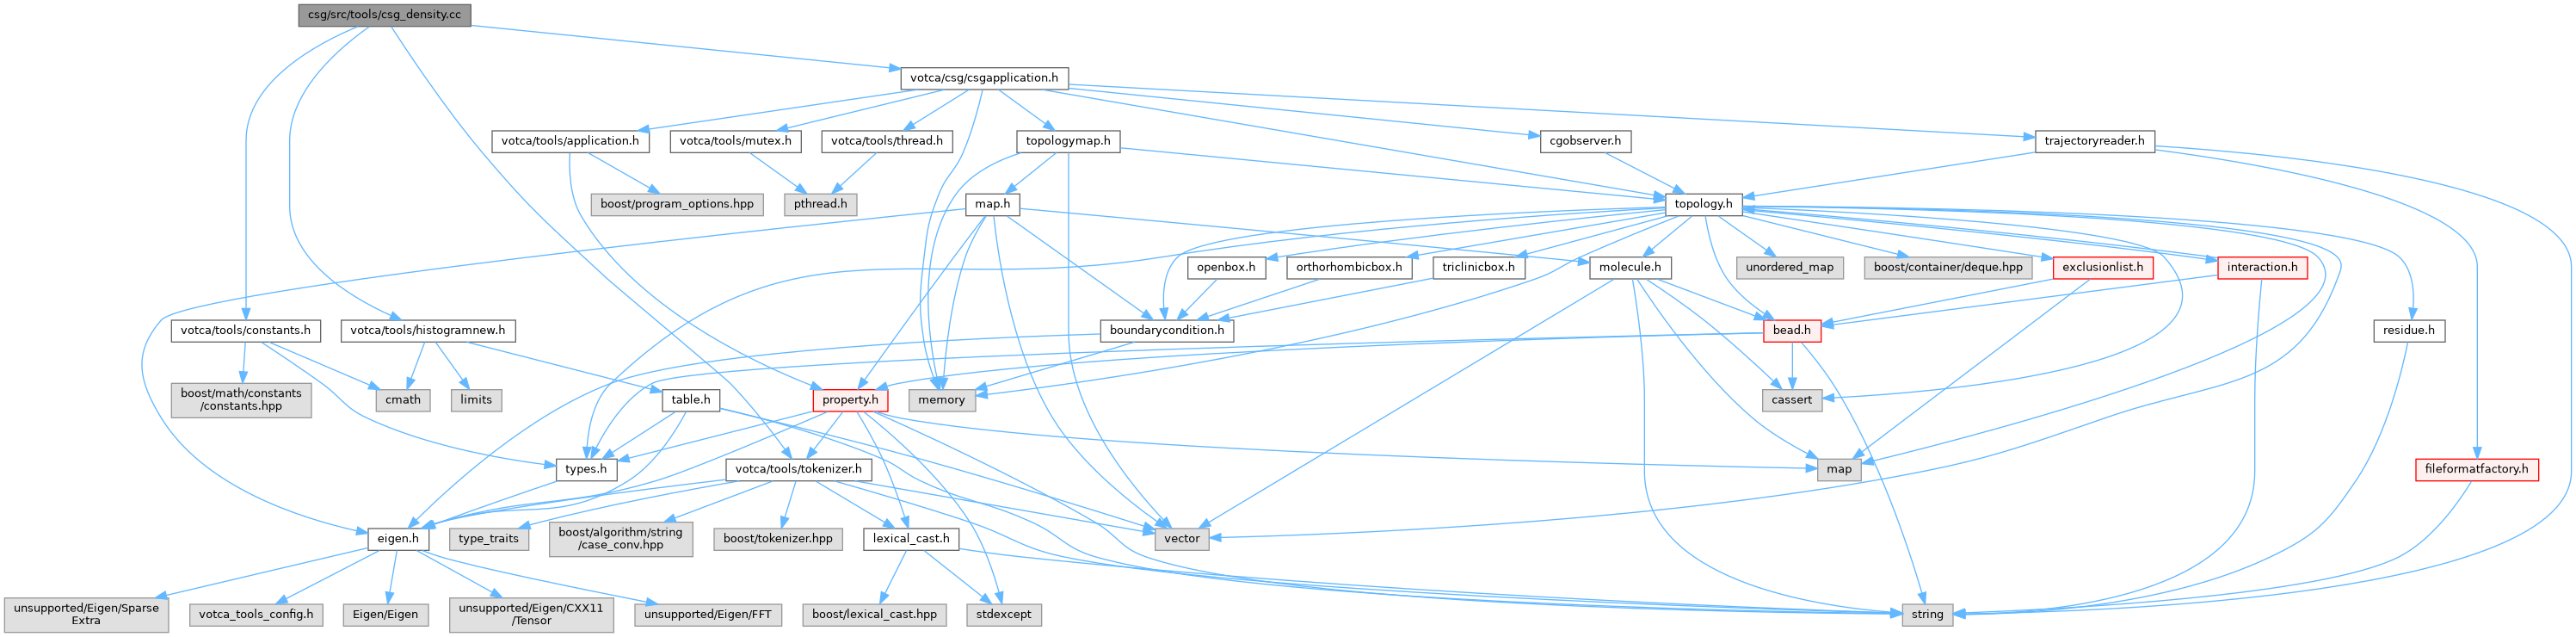 csg/src/tools/csg_density.cc
votca/csg/csgapplication.h
votca/tools/application.h
votca/tools/mutex.h
votca/tools/thread.h
topologymap.h
cgobserver.h
trajectoryreader.h
boost/program_options.hpp
pthread.h
map.h
topology.h
openbox.h
orthorhombicbox.h
triclinicbox.h
molecule.h
unordered_map
boost/container/deque.hpp
exclusionlist.h
interaction.h
votca/tools/constants.h
votca/tools/histogramnew.h
boundarycondition.h
bead.h
residue.h
boost/math/constants
/constants.hpp
cmath
limits
table.h
property.h
memory
cassert
types.h
votca/tools/tokenizer.h
map
fileformatfactory.h
eigen.h
type_traits
boost/algorithm/string
/case_conv.hpp
boost/tokenizer.hpp
lexical_cast.h
vector
unsupported/Eigen/Sparse
Extra
votca_tools_config.h
Eigen/Eigen
unsupported/Eigen/CXX11
/Tensor
unsupported/Eigen/FFT
boost/lexical_cast.hpp
stdexcept
string